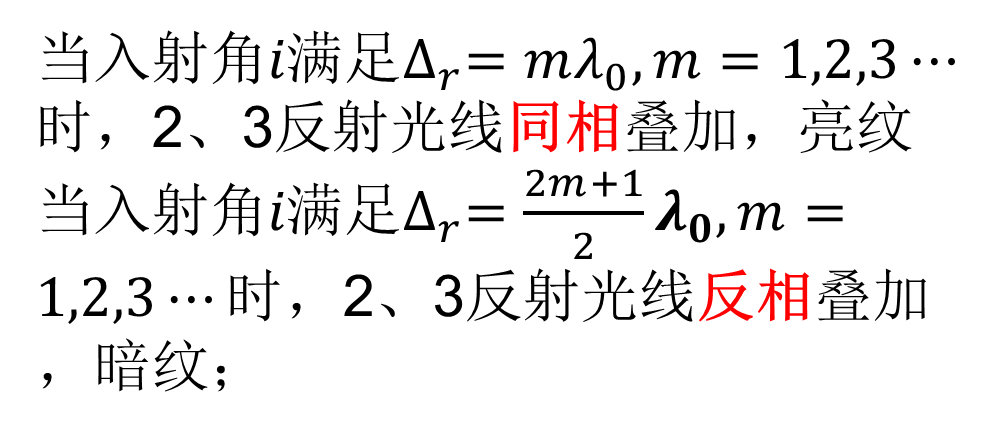 当入射角i满足Δᵣ= mλ₀, m = 1,2,3 ⋯
时，2、3反射光线同相叠加，亮纹
当入射角i满足Δᵣ= \frac{2m+1}{2} λ₀, m =
1,2,3 ⋯ 时，2、3反射光线反相叠加
，暗纹；